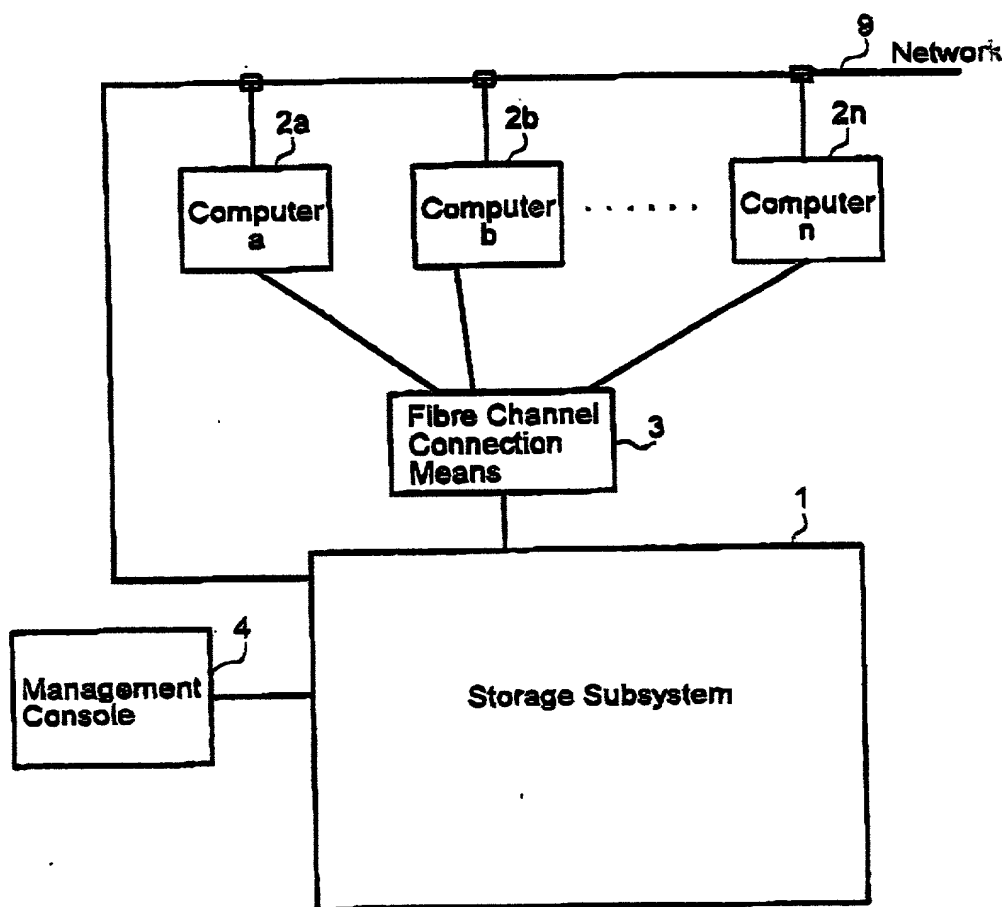 9
Network
2a
2b
2n
Computer
a
Computer
b
Computer
n
Fibre Channel
Connection
Means
3
1
4
Management
Console
Storage Subsystem